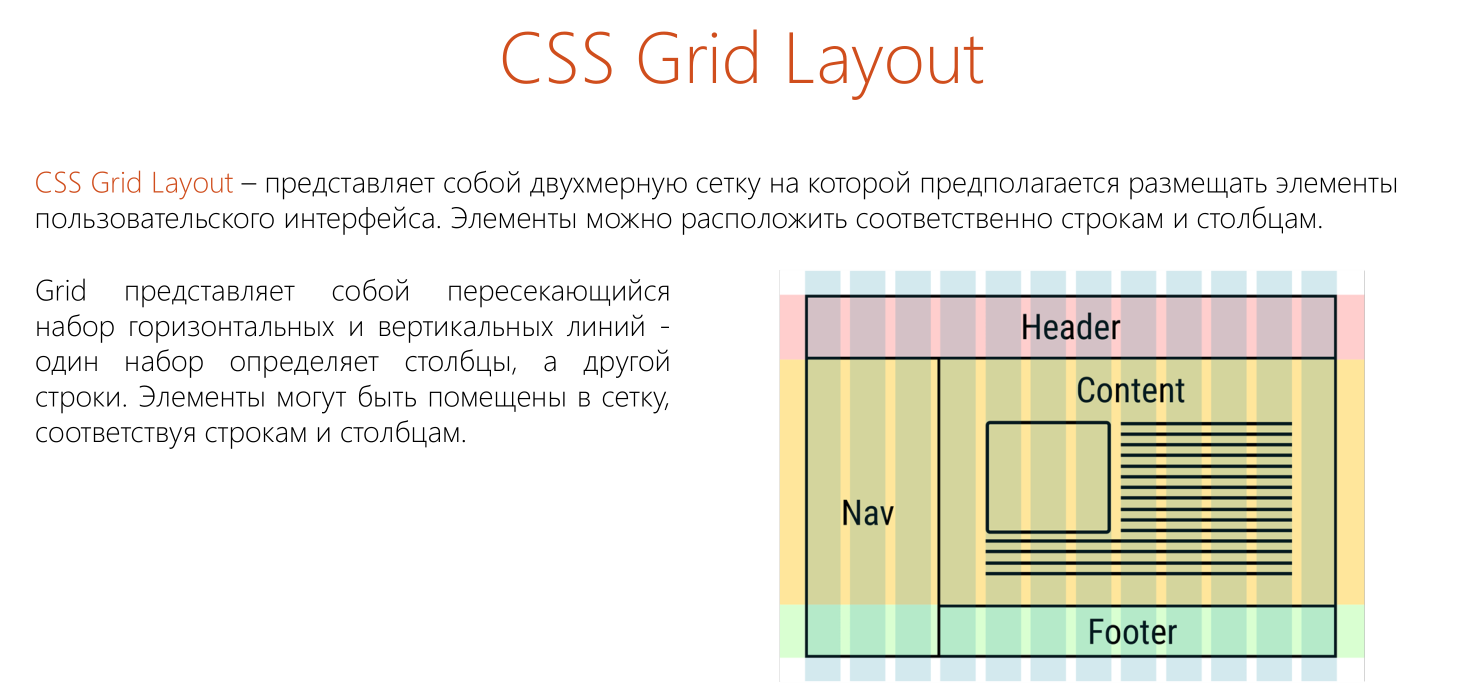 CSS Grid Layout
CSS Grid Layout – представляет собой двухмерную сетку на которой предполагается размещать элементы
пользовательского интерфейса. Элементы можно расположить соответственно строкам и столбцам.
Grid представляет собой пересекающийся
набор горизонтальных и вертикальных линий -
один набор определяет столбцы, а другой
строки. Элементы могут быть помещены в сетку,
соответствуя строкам и столбцам.
Header
Content
Nav
Footer